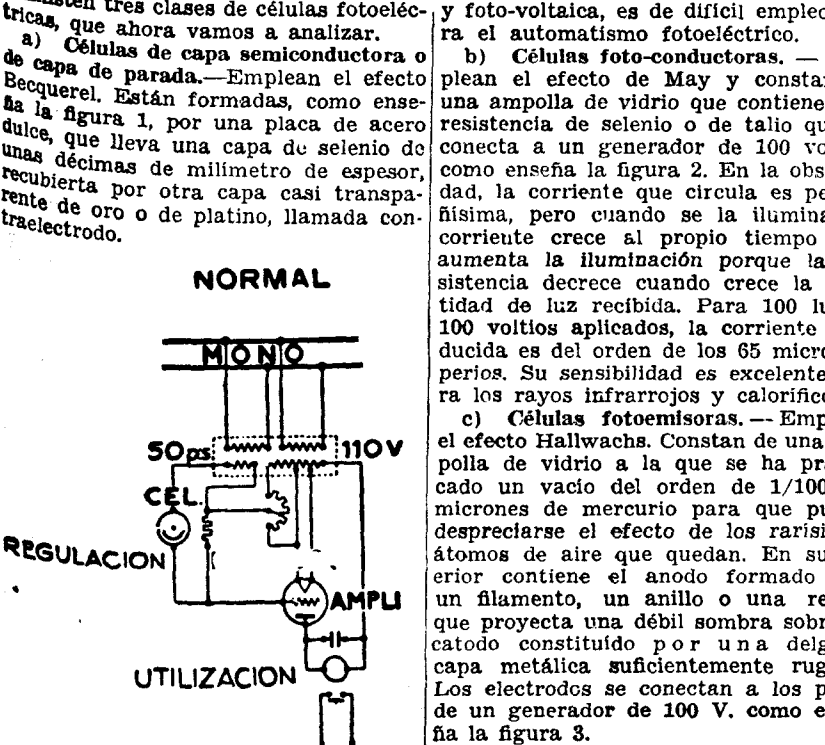 tres clases de células fotoeléc-
tricas, que ahora vamos a analizar.
a) Células de capa semiconductora o
de capa de parada.—Emplean el efecto
Becquerel. Están formadas, como ense-
ña la figura 1, por una placa de acero
dulce, que lleva una capa de selenio de
unas décimas de milímetro de espesor,
recubierta por otra capa casi transpa-
rente de oro o de platino, llamada con-
traelectrodo.
NORMAL
MONO
50 ps
110V
CEL.
REGULACION
AMPLI
UTILIZACION
y foto-voltaica, es de difícil empleo
ra el automatismo fotoeléctrico.
b) Células foto-conductoras. —
plean el efecto de May y consta
una ampolla de vidrio que contiene
resistencia de selenio o de talio qu
conecta a un generador de 100 vo
como enseña la figura 2. En la obs
dad, la corriente que circula es pe
ñísima, pero cuando se la ilumina
corriente crece al propio tiempo
aumenta la iluminación porque la
sistencia decrece cuando crece la
tidad de luz recibida. Para 100 lu
100 voltios aplicados, la corriente
ducida es del orden de los 65 micro
perios. Su sensibilidad es excelente
ra los rayos infrarrojos y calorífico
c) Células fotoemisoras. — Emp
el efecto Hallwachs. Constan de una
polla de vidrio a la que se ha pra
cado un vacío del orden de 1/100
micrones de mercurio para que pu
despreciarse el efecto de los rarísi
átomos de aire que quedan. En su
erior contiene el anodo formado
un filamento, un anillo o una re
que proyecta una débil sombra sobr
catodo constituído por una delg
capa metálica suficientemente rug
Los electrodos se conectan a los p
de un generador de 100 V. como e
ña la figura 3.